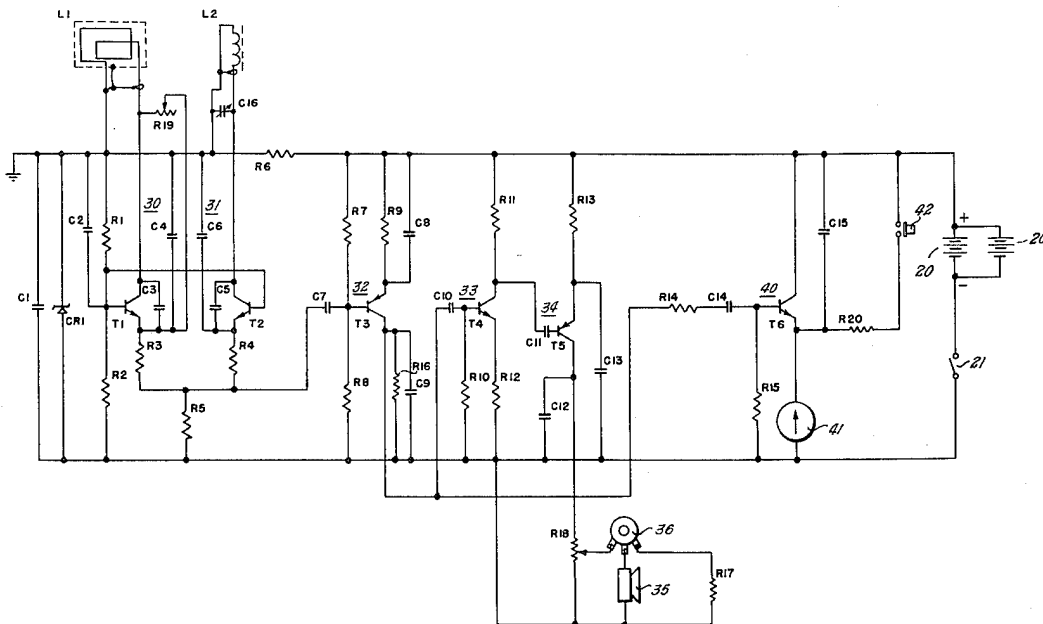 L1
L2
C16
R19
R6
C2
R1
30
C4
31
C6
R7
R9
C8
R11
R13
C15
42
+
20
20
C1
CR1
C3
T1
C5
T2
C7
32
T3
C10
33
T4
34
C11
T5
R14
C14
40
T6
R20
-
21
R3
R4
R2
R5
R8
R16
C9
R10
R12
C12
C13
R15
41
R18
36
35
R17